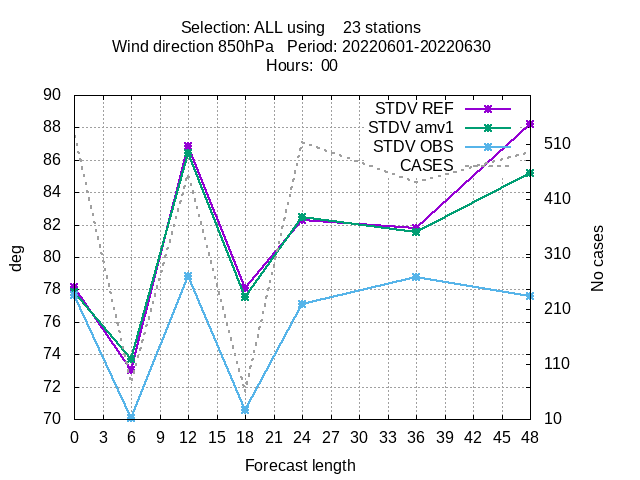 Selection: ALL using    23 stations
Wind direction 850hPa   Period: 20220601-20220630
Hours:  00
STDV REF
STDV amv1
STDV OBS
CASES
90
88
86
84
82
80
78
76
74
72
70
deg
510
410
310
210
110
10
No cases
0 3 6 9 12 15 18 21 24 27 30 33 36 39 42 45 48
Forecast length